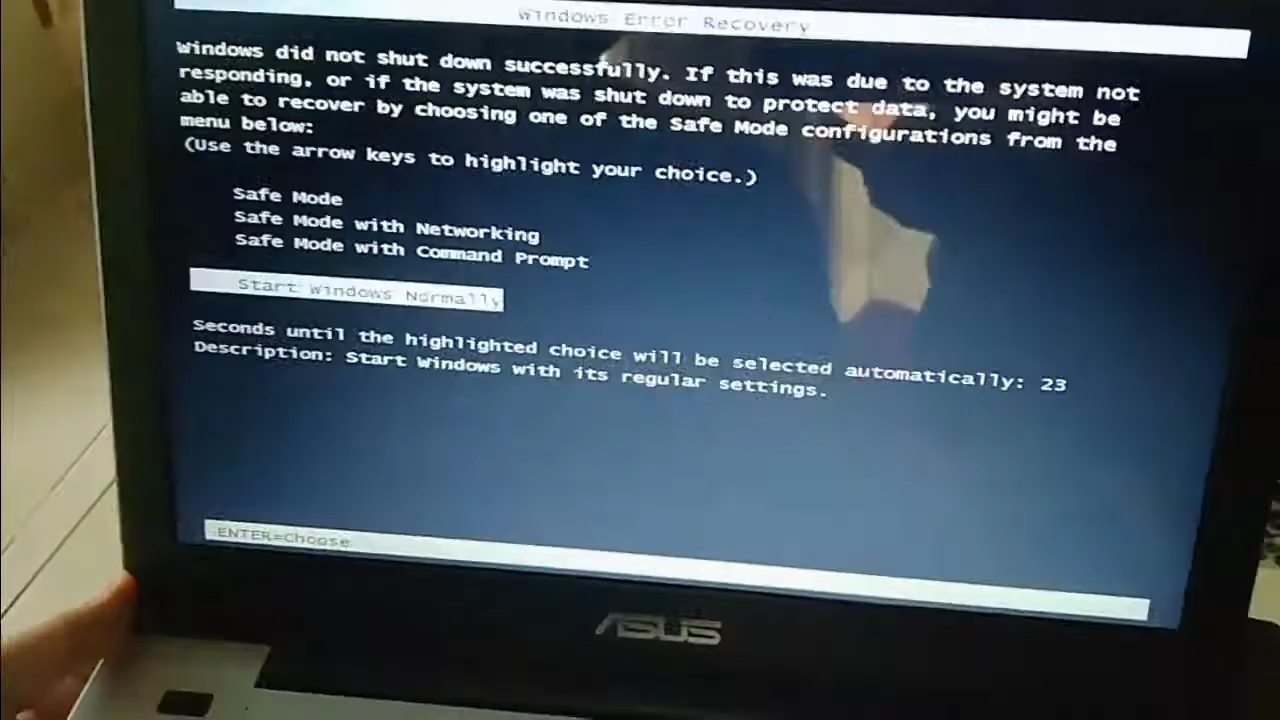 Windows Error Recovery
Windows did not shut down successfully. If this was due to the system not
responding, or if the system was shut down to protect data, you might be
able to recover by choosing one of the Safe Mode configurations from the
menu below:
(Use the arrow keys to highlight your choice.)
Safe Mode
Safe Mode with Networking
Safe Mode with Command Prompt
Start Windows Normally
Seconds until the highlighted choice will be selected automatically: 23
Description: Start Windows with its regular settings.
ENTER=Choose
ASUS